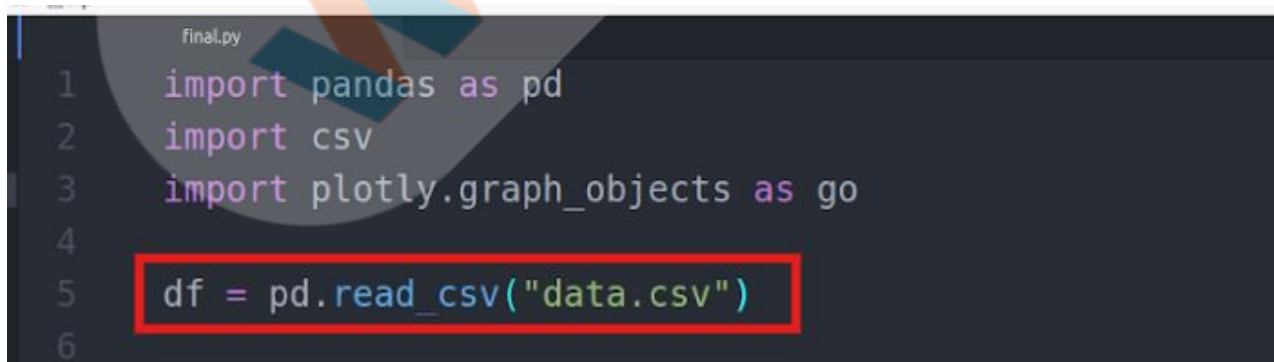 final.py
1 import pandas as pd
2 import csv
3 import plotly.graph_objects as go
4
5 df = pd.read_csv("data.csv")
6